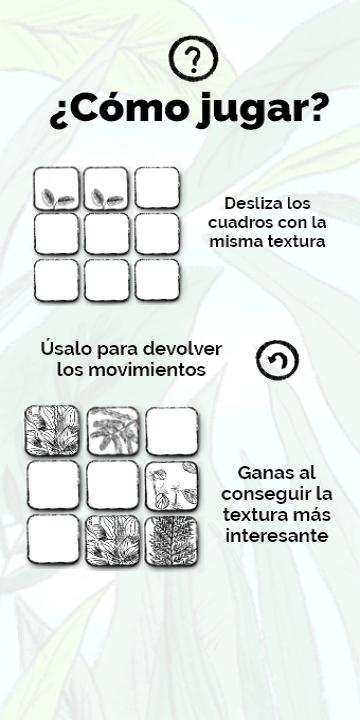 ?
¿Cómo jugar?
Desliza los
cuadros con la
misma textura
Úsalo para devolver
los movimientos
Ganas al
conseguir la
textura más
interesante